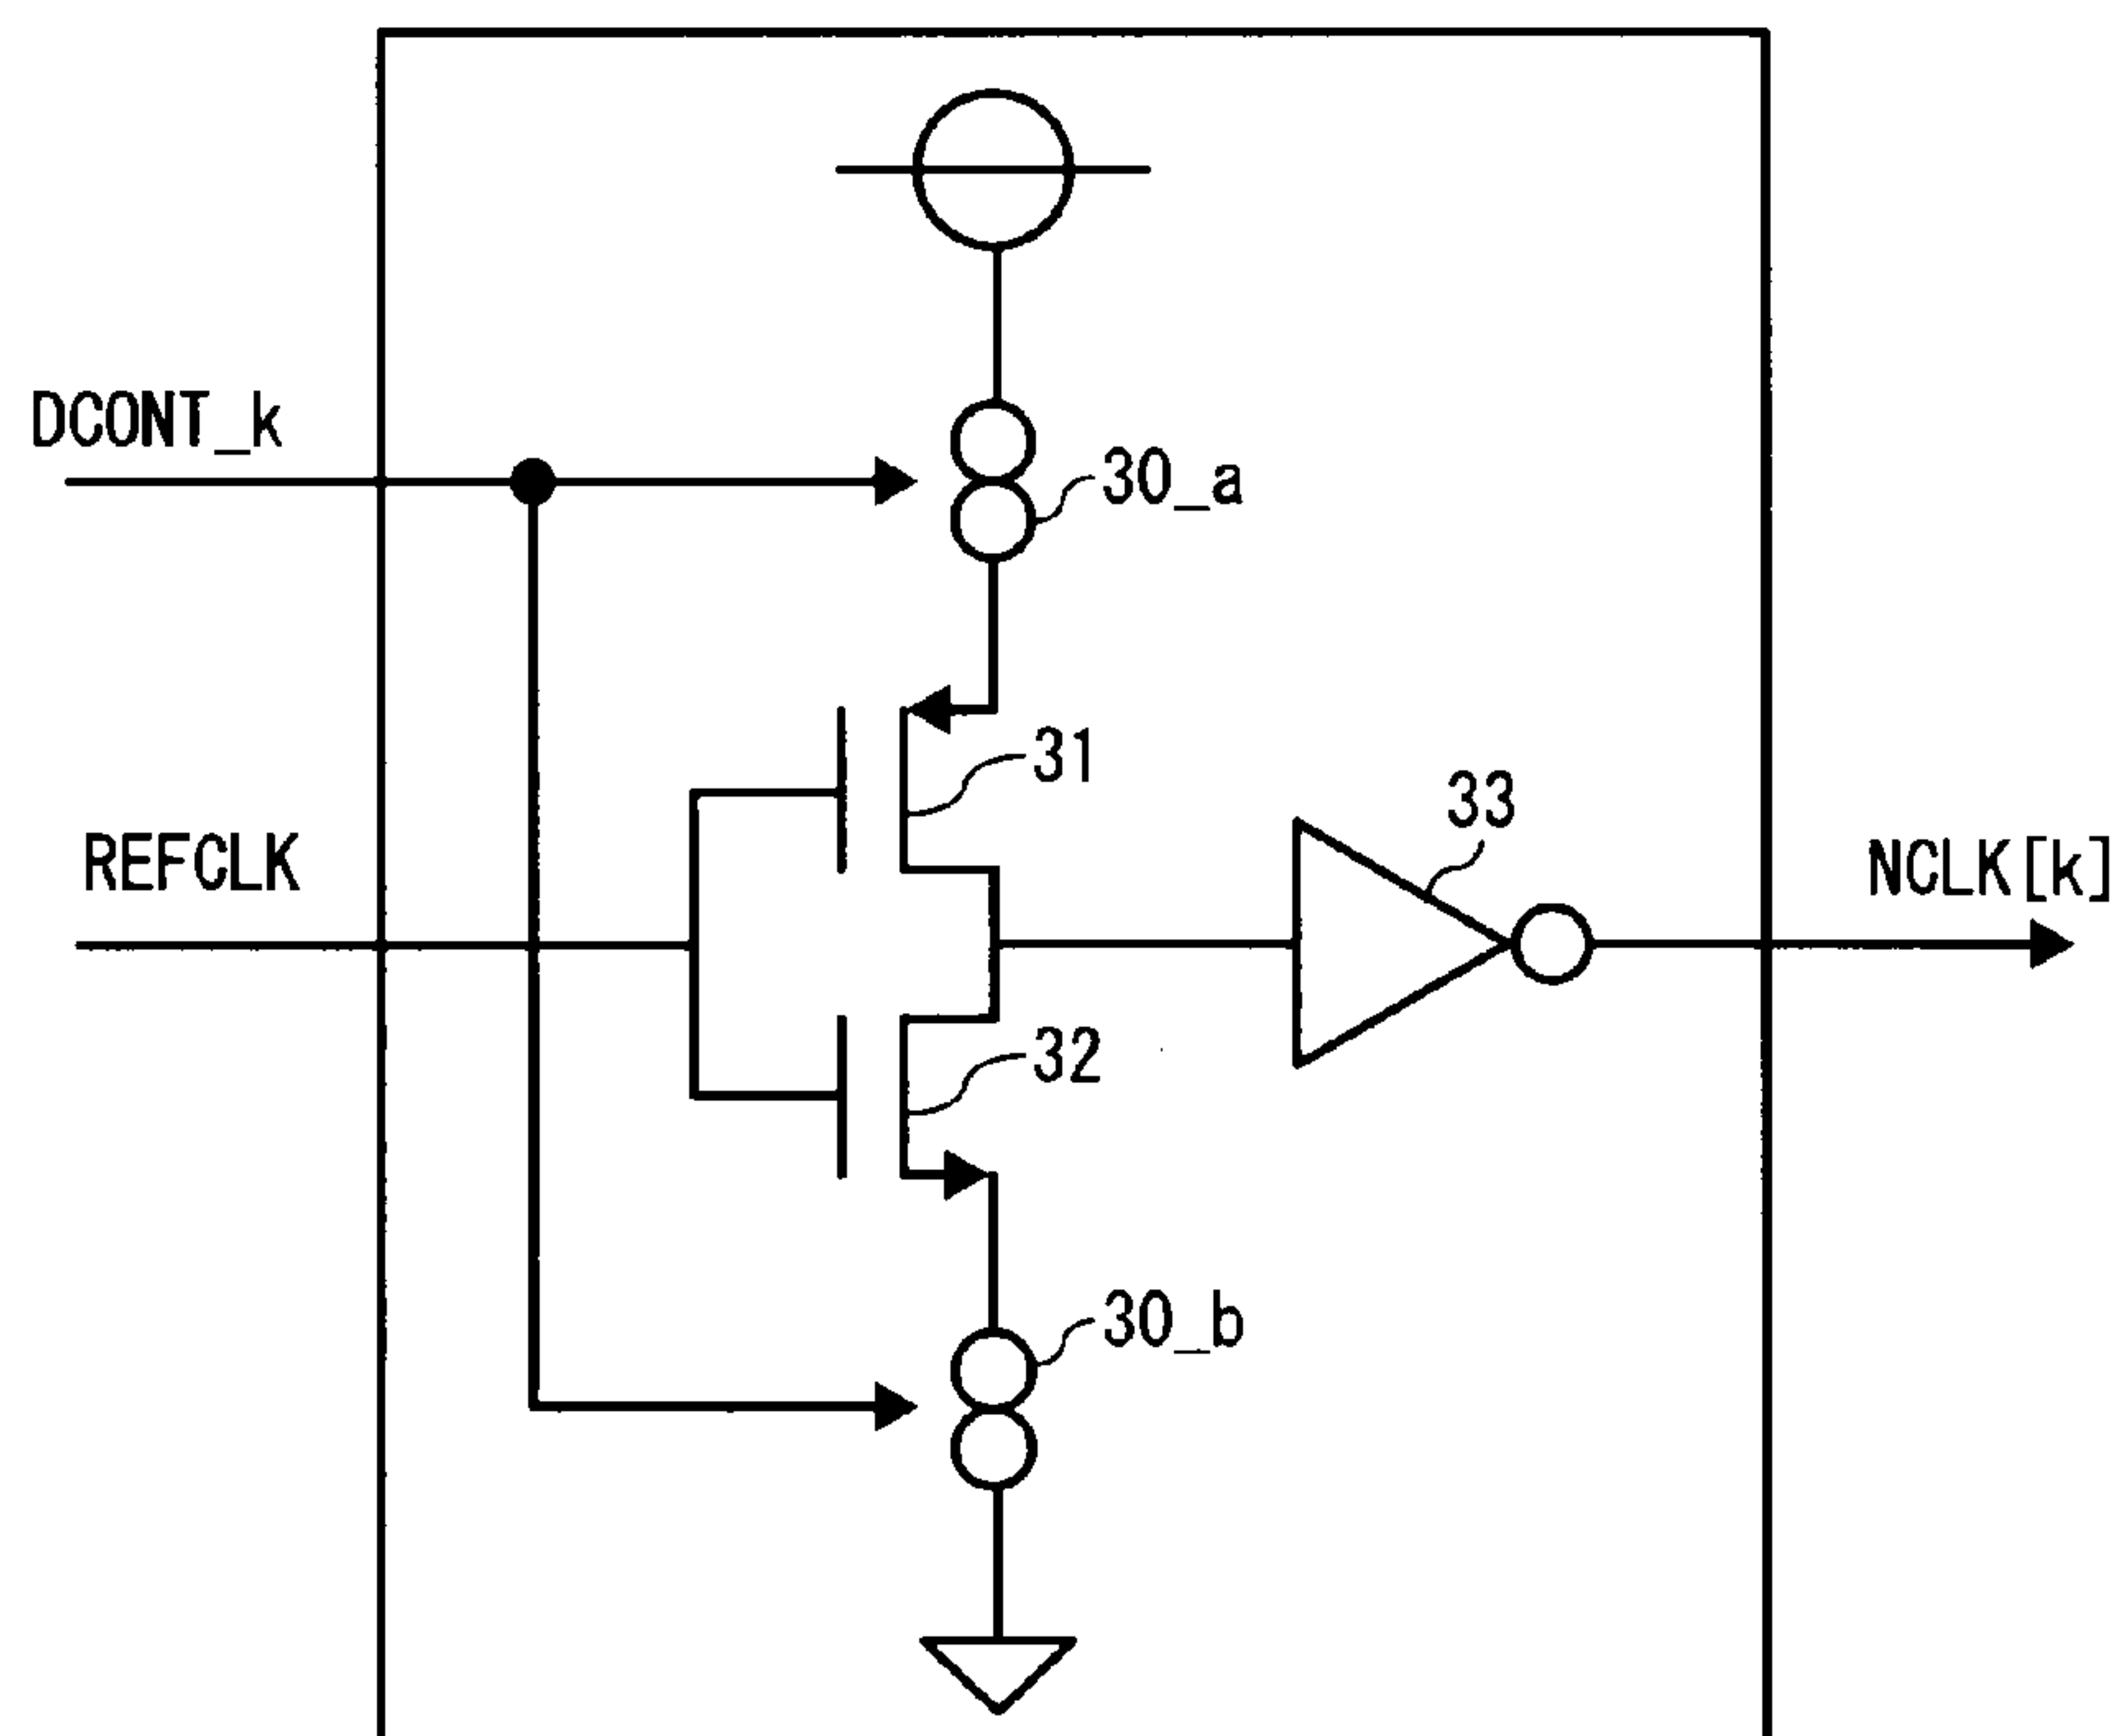 DCONT_k
30_a
31
33
REFCLK
NCLK[k]
32
30_b